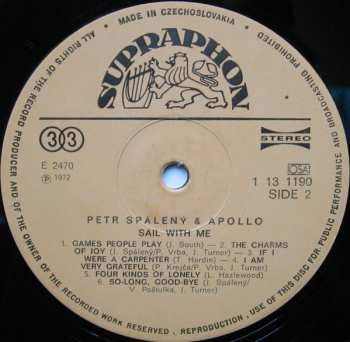 MADE IN CZECHOSLOVAKIA
ALL RIGHTS OF THE RECORD PRODUCER AND OF THE OWNER OF THE RECORDED WORK RESERVED . REPRODUCTION . USE OF THIS DISC FOR PUBLIC PERFORMANCE AND BROADCASTING PROHIBITED
SUPRAPHON
33
STEREO
E 2470
OSA
℗ 1972
1 13 1190
SIDE 2
PETR SPÁLENÝ & APOLLO
SAIL WITH ME
1. GAMES PEOPLE PLAY (J. South) – 2. THE CHARMS
OF JOY (J. Spálený/P. Vrba, J. Turner) – 3. IF I
WERE A CARPENTER (T. Hardin) – 4. I AM
VERY GRATEFUL (P. Krejča/P. Vrba, J. Turner)
5. FOUR KINDS OF LONELY (L. Hazlewood)
6. SO-LONG, GOOD-BYE (J. Spálený/
V. Poštulka, J. Turner)